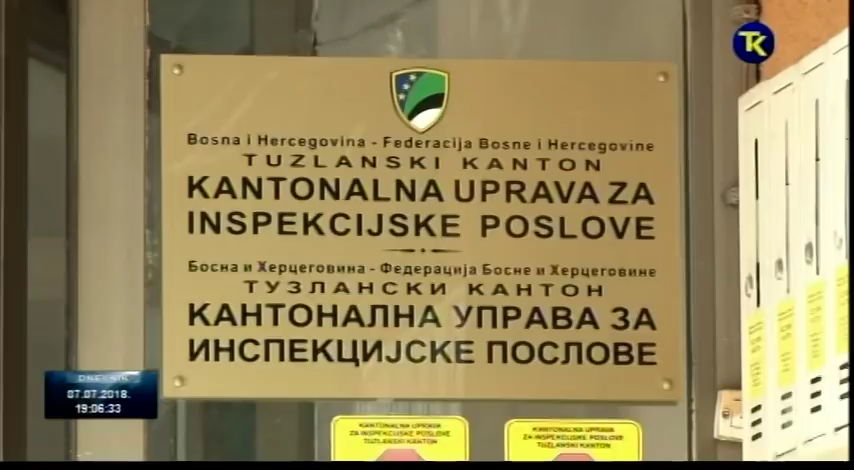 TK
Bosna i Hercegovina - Federacija Bosne i Hercegovine
TUZLANSKI KANTON
KANTONALNA UPRAVA ZA
INSPEKCIJSKE POSLOVE
Босна и Херцеговина - Федерација Босне и Херцеговине
ТУЗЛАНСКИ КАНТОН
КАНТОНАЛНА УПРАВА ЗА
ИНСПЕКЦИЈСКЕ ПОСЛОВЕ
DNEVNIK
07.07.2018.
19:06:33
KANTONALNA UPRAVA
ZA INSPEKCIJSKE POSLOVE
TUZLANSKI KANTON
KANTONALNA UPRAVA
ZA INSPEKCIJSKE POSLOVE
TUZLANSKI KANTON